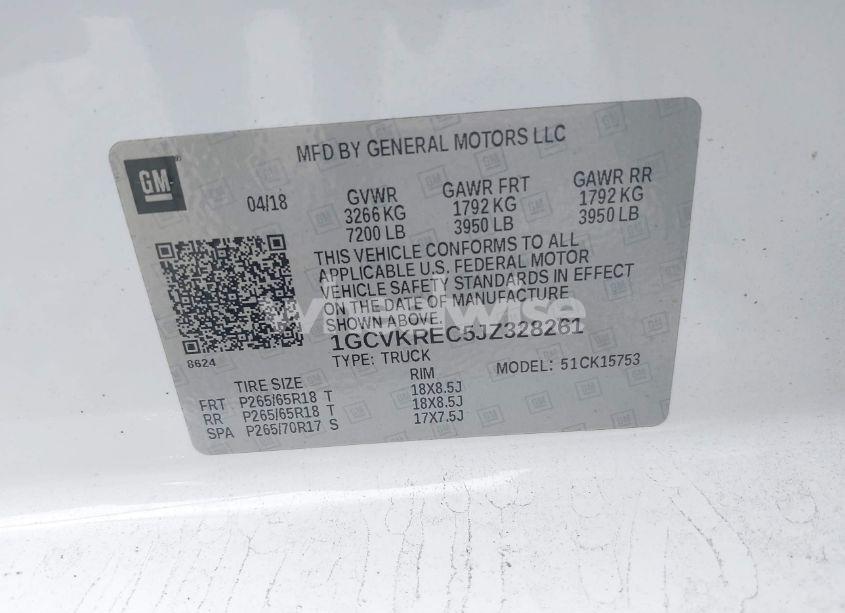 MFD BY GENERAL MOTORS LLC
GM
04/18
GVWR
3266 KG
7200 LB
GAWR FRT
1792 KG
3950 LB
GAWR RR
1792 KG
3950 LB
THIS VEHICLE CONFORMS TO ALL
APPLICABLE U.S. FEDERAL MOTOR
VEHICLE SAFETY STANDARDS IN EFFECT
ON THE DATE OF MANUFACTURE
SHOWN ABOVE.
1GCVKREC5JZ328261
8624
TYPE: TRUCK
MODEL: 51CK15753
TIRE SIZE RIM
FRT P265/65R18 T 18X8.5J
RR P265/65R18 T 18X8.5J
SPA P265/70R17 S 17X7.5J